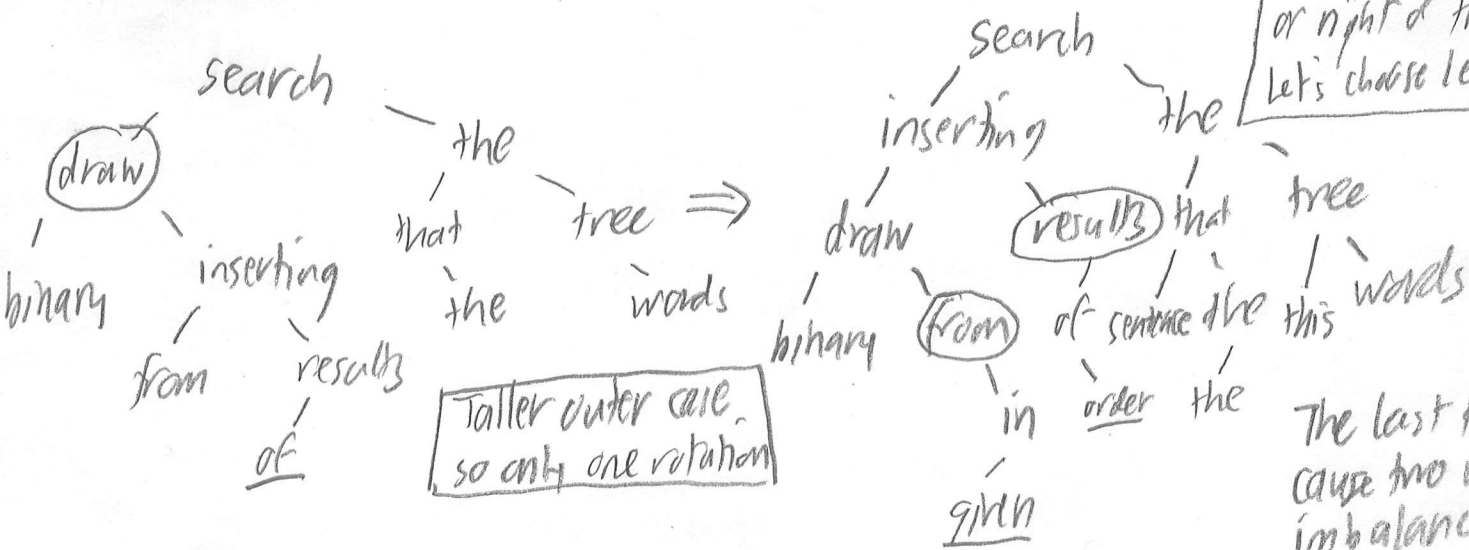 search
draw
the
that
tree
binary
inserting
the
words
from
results
of
Taller outer case
so only one rotation
⇒
search
inserting
the
draw
results
that
tree
binary
from
of
sentence
the
this
words
in
order
the
given
or right of
Let's choose
The last
cause two
imbalanc